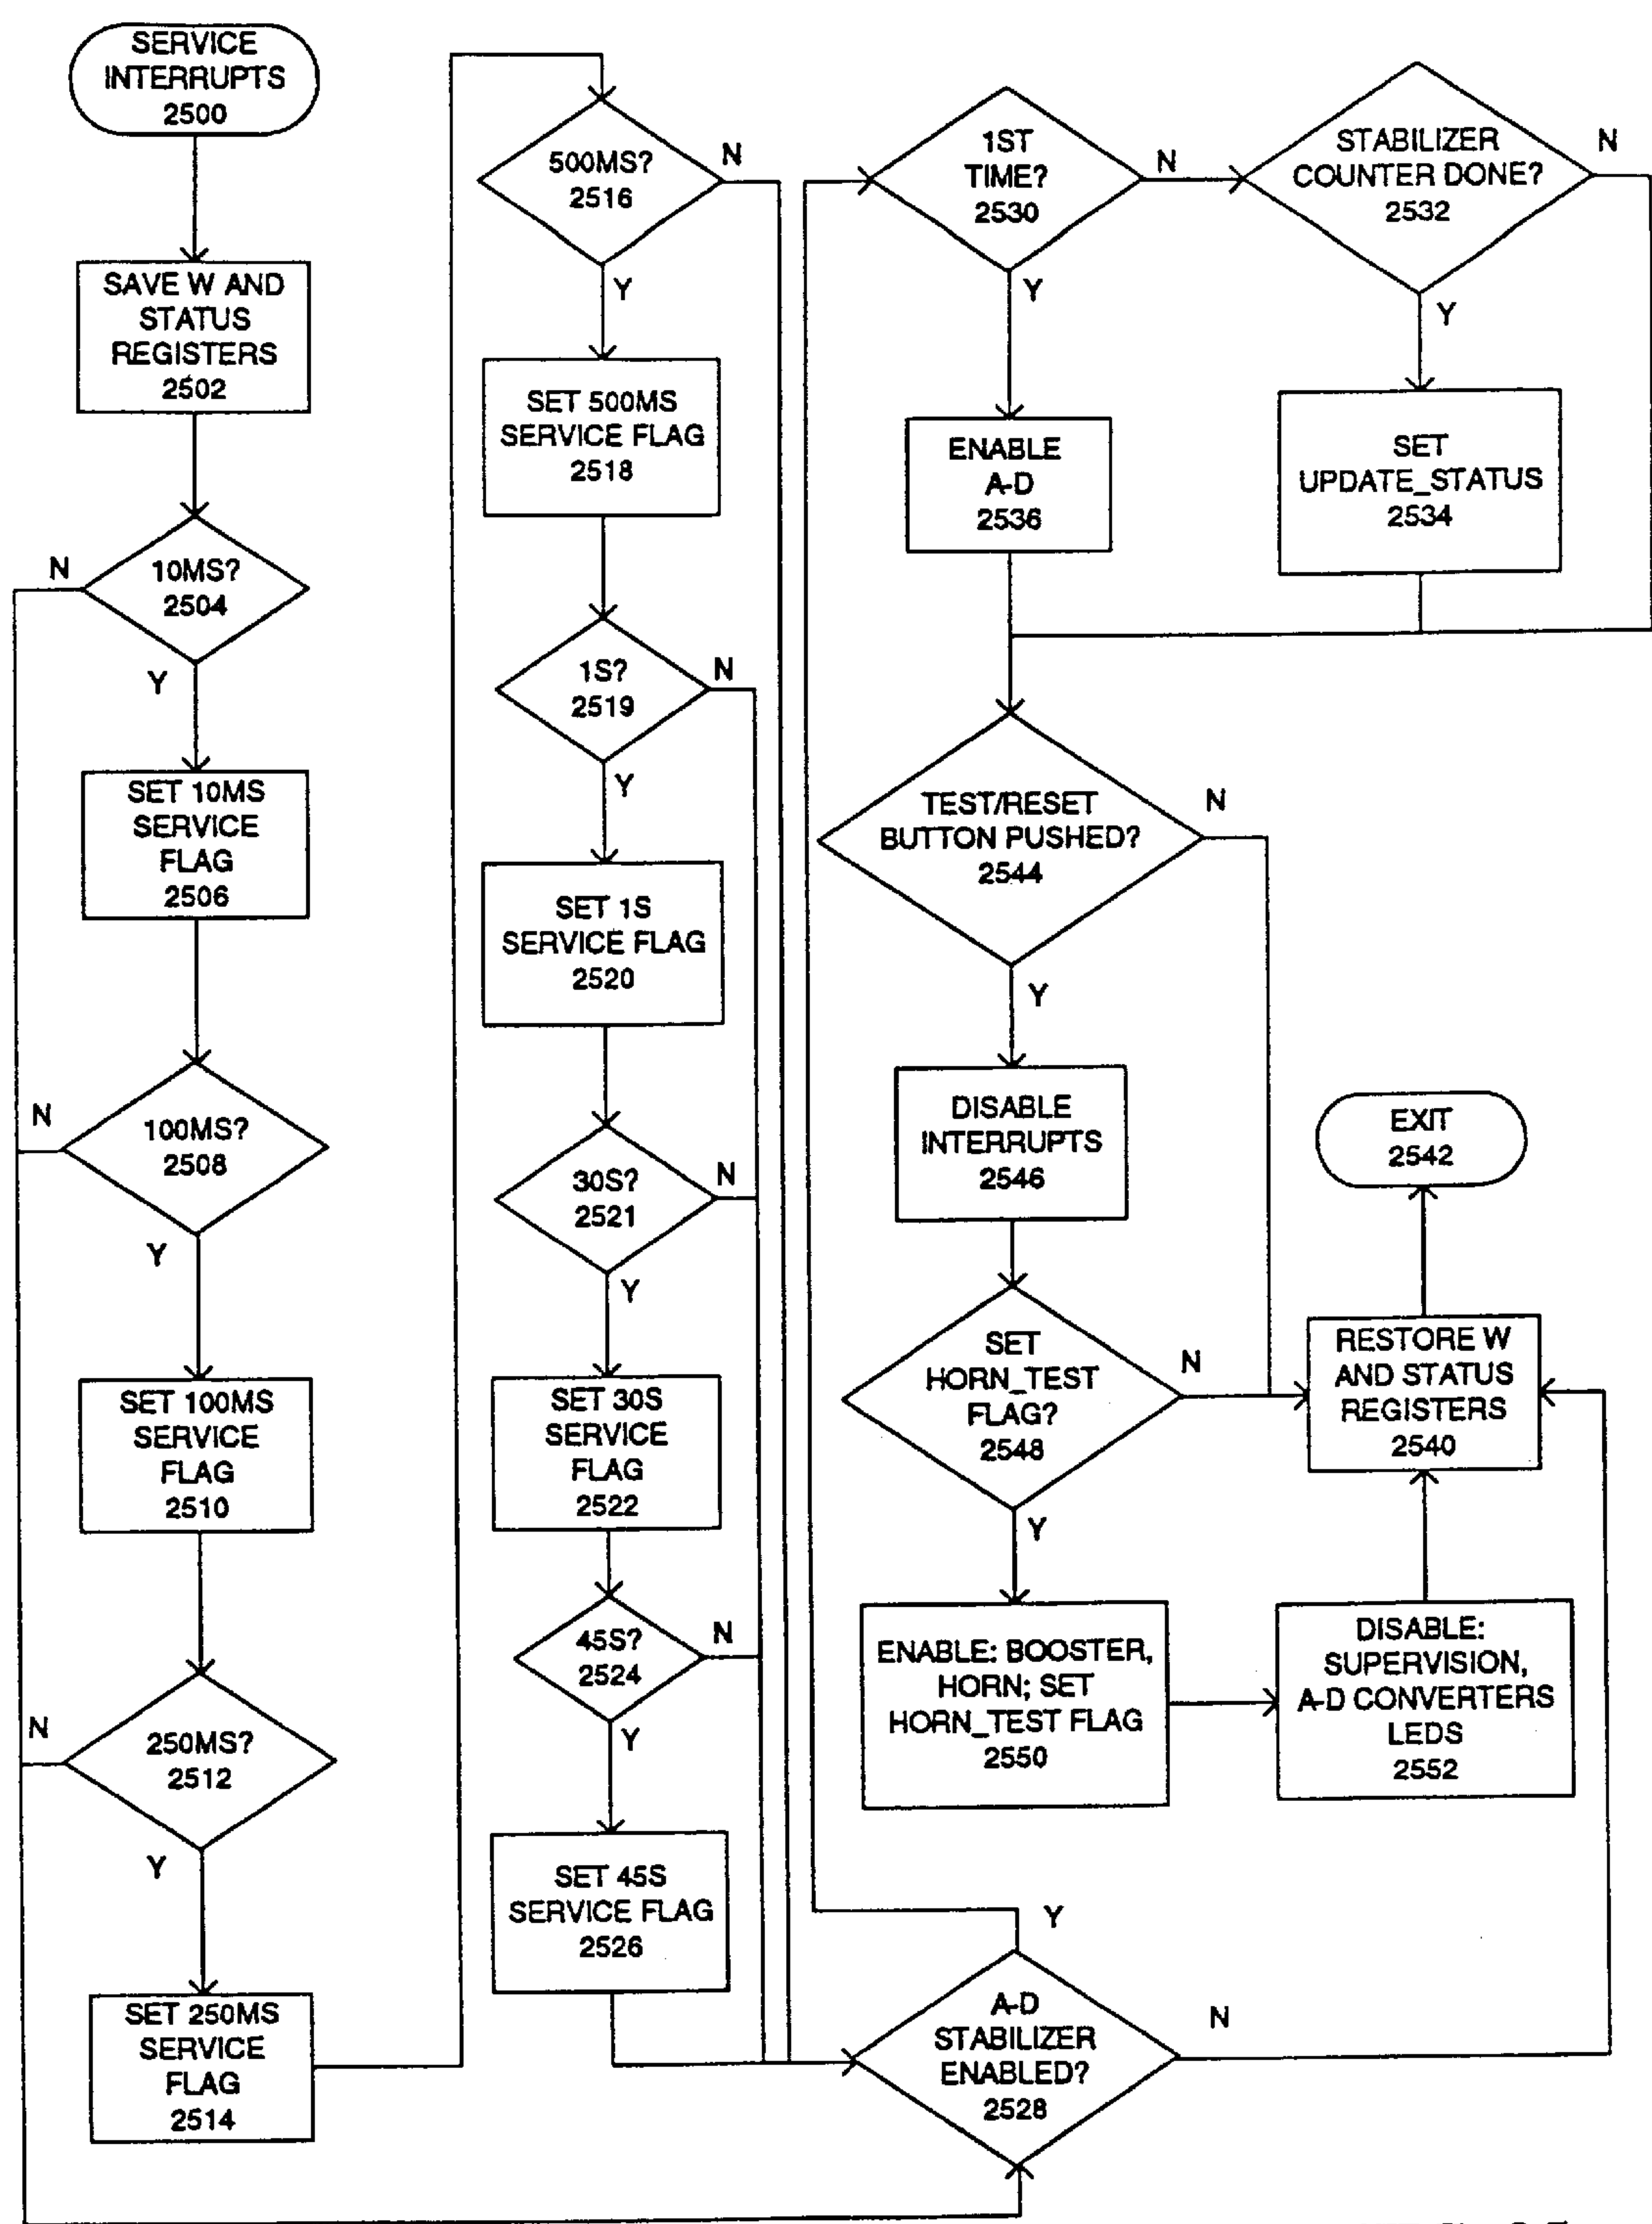 SERVICE
INTERRUPTS
2500
SAVE W AND
STATUS
REGISTERS
2502
10MS?
2504
N
Y
SET 10MS
SERVICE
FLAG
2506
100MS?
2508
N
Y
SET 100MS
SERVICE
FLAG
2510
250MS?
2512
N
Y
SET 250MS
SERVICE
FLAG
2514
500MS?
2516
N
Y
SET 500MS
SERVICE FLAG
2518
1S?
2519
N
Y
SET 1S
SERVICE FLAG
2520
30S?
2521
N
Y
SET 30S
SERVICE
FLAG
2522
45S?
2524
N
Y
SET 45S
SERVICE FLAG
2526
A-D
STABILIZER
ENABLED?
2528
Y
N
1ST
TIME?
2530
N
Y
STABILIZER
COUNTER DONE?
2532
N
Y
SET
UPDATE_STATUS
2534
ENABLE
A-D
2536
TEST/RESET
BUTTON PUSHED?
2544
N
Y
DISABLE
INTERRUPTS
2546
SET
HORN_TEST
FLAG?
2548
N
Y
ENABLE: BOOSTER,
HORN; SET
HORN_TEST FLAG
2550
DISABLE:
SUPERVISION,
A-D CONVERTERS
LEDS
2552
RESTORE W
AND STATUS
REGISTERS
2540
EXIT
2542